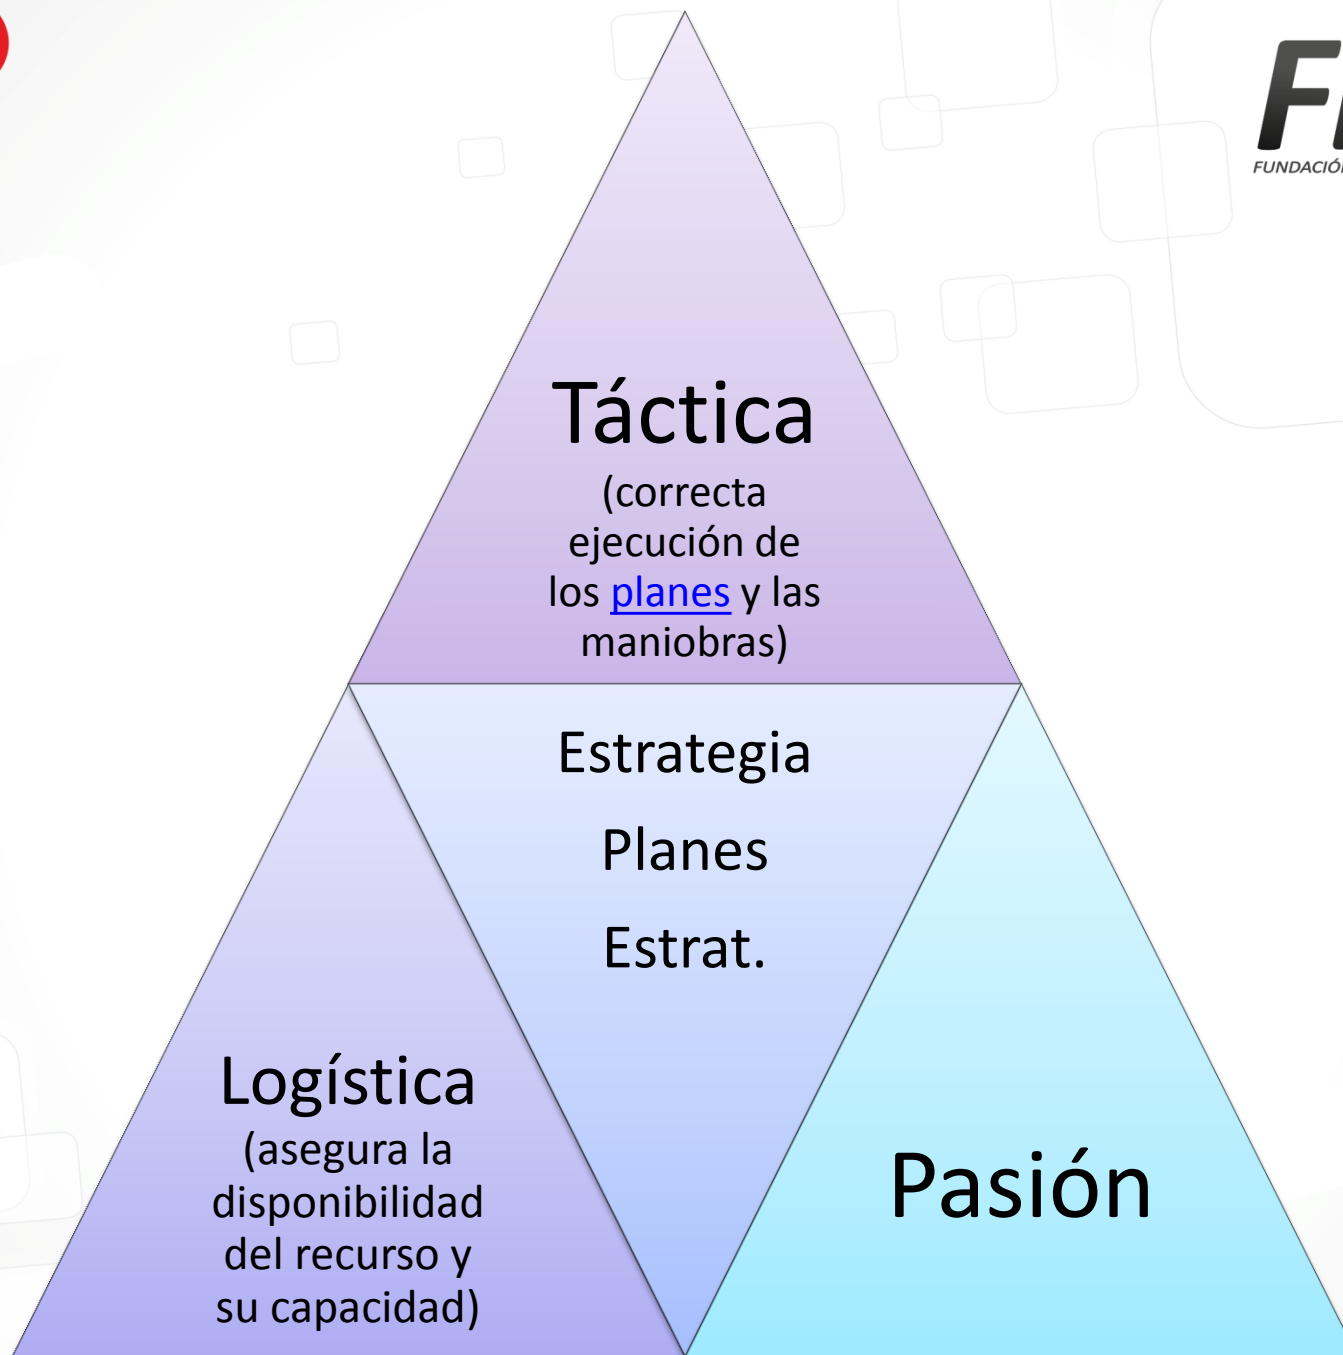 FUNDACIÓN
Táctica
(correcta
ejecución de
los planes y las
maniobras)
Estrategia
Planes
Estrat.
Logística
(asegura la
disponibilidad
del recurso y
su capacidad)
Pasión